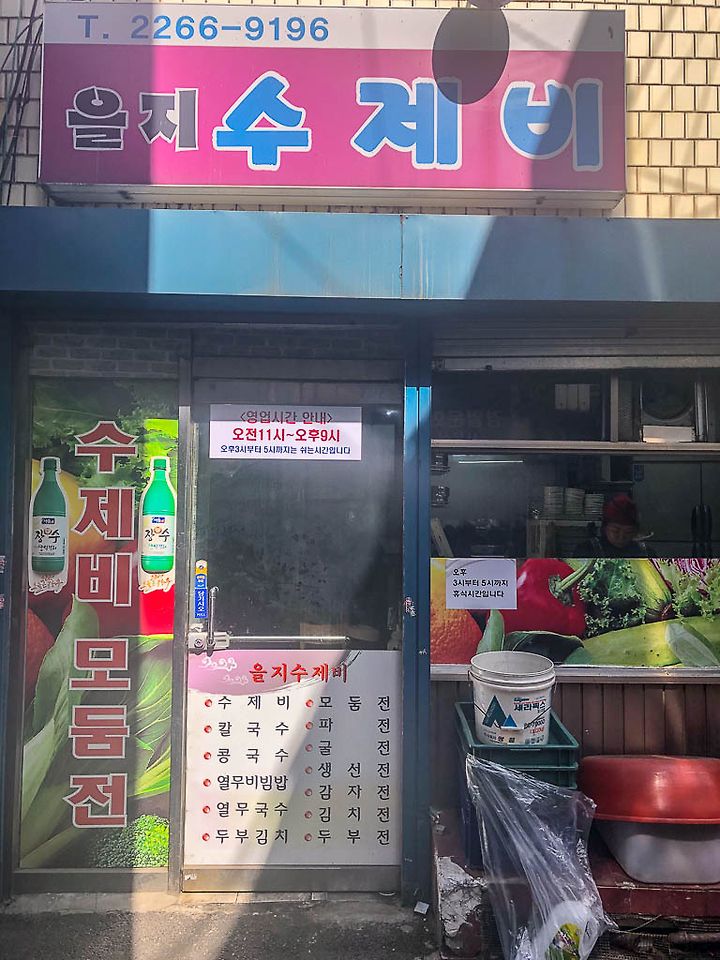 T. 2266-9196
을지수제비
<영업시간 안내>
오전11시~오후9시
오후3시부터 5시까지는 쉬는시간입니다
수제비 모둠전
장수
장수
오후
3시부터 5시까지
휴식시간입니다
을지수제비
수제비
칼국수
콩국수
열무비빔밥
열무국수
두부김치
모둠전
파전
굴전
생선전
감자전
김치전
두부전